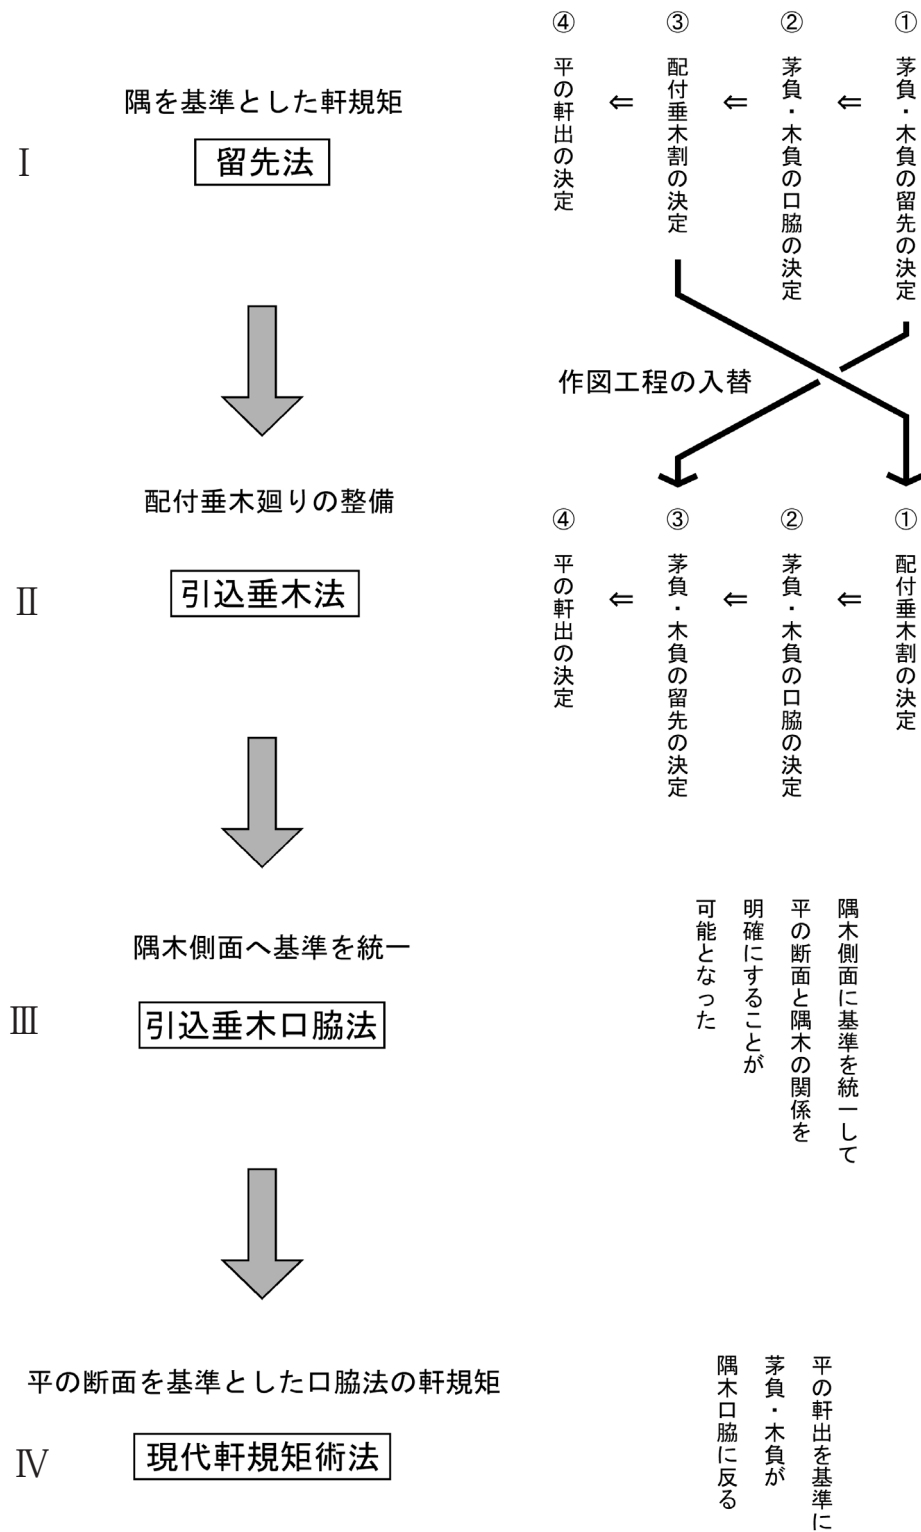 Ⅰ
隅を基準とした軒規矩
留先法
① 茅負・木負の留先の決定
⇐
② 茅負・木負の口脇の決定
⇐
③ 配付垂木割の決定
⇐
④ 平の軒出の決定
作図工程の入替
Ⅱ
配付垂木廻りの整備
引込垂木法
① 配付垂木割の決定
⇐
② 茅負・木負の口脇の決定
⇐
③ 茅負・木負の留先の決定
⇐
④ 平の軒出の決定
Ⅲ
隅木側面へ基準を統一
引込垂木口脇法
隅木側面に基準を統一して
平の断面と隅木の関係を
明確にすることが
可能となった
Ⅳ
平の断面を基準とした口脇法の軒規矩
現代軒規矩術法
平の軒出を基準に
茅負・木負が
隅木口脇に反る